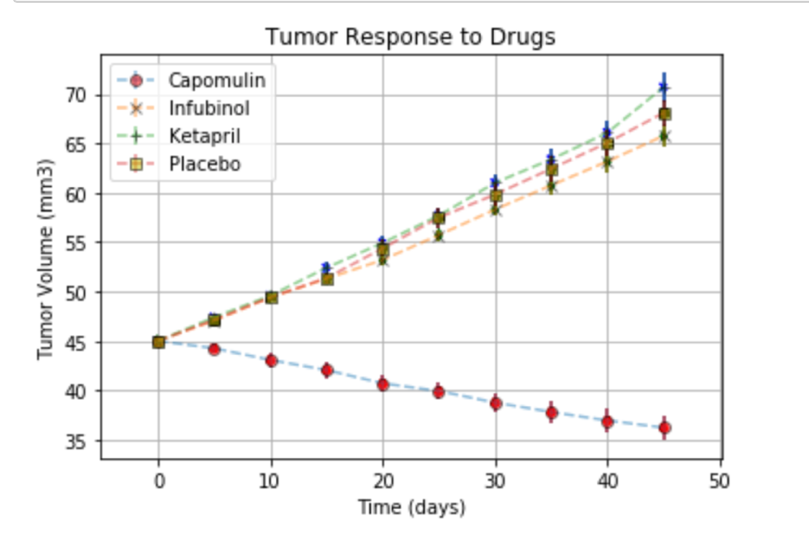 Tumor Response to Drugs
Capomulin
Infubinol
Ketapril
Placebo
Tumor Volume (mm3)
70
65
60
55
50
45
40
35
0 10 20 30 40 50
Time (days)